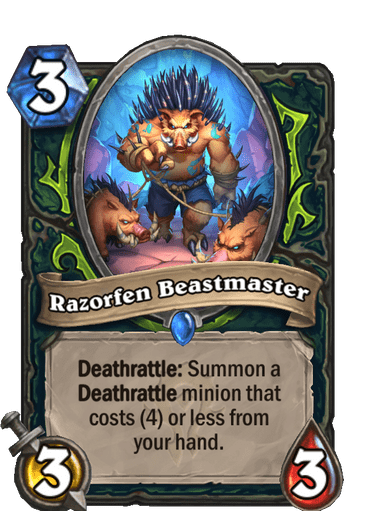 3
Razorfen Beastmaster
Deathrattle: Summon a
Deathrattle minion that
costs (4) or less from
your hand.
3
3